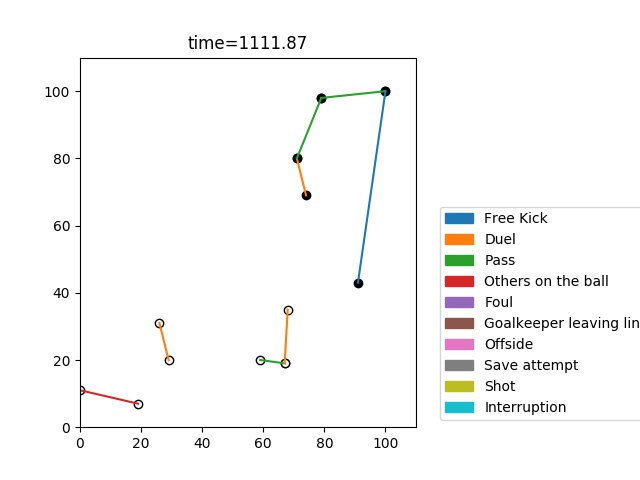 time=1111.87
100
80
60
40
20
0
0 20 40 60 80 100
Free Kick
Duel
Pass
Others on the ball
Foul
Goalkeeper leaving lin
Offside
Save attempt
Shot
Interruption